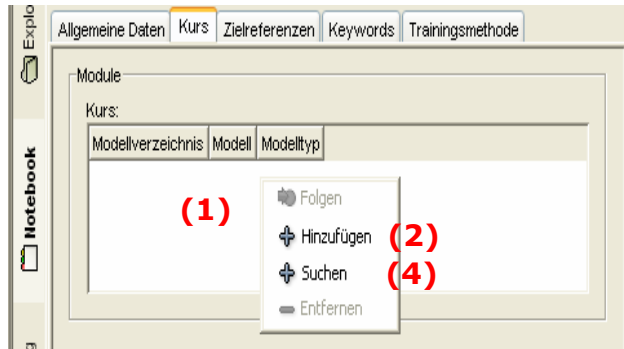 Explo
Allgemeine Daten Kurs Zielreferenzen Keywords Trainingsmethode
Module
Kurs:
Modellverzeichnis Modell Modelltyp
Notebook
(1)
Folgen
Hinzufügen (2)
Suchen (4)
Entfernen